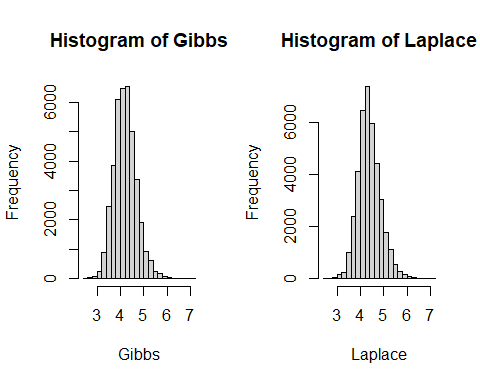 Histogram of Gibbs
Frequency
0 2000 4000 6000
3 4 5 6 7
Gibbs
Histogram of Laplace
Frequency
0 2000 4000 6000
3 4 5 6 7
Laplace